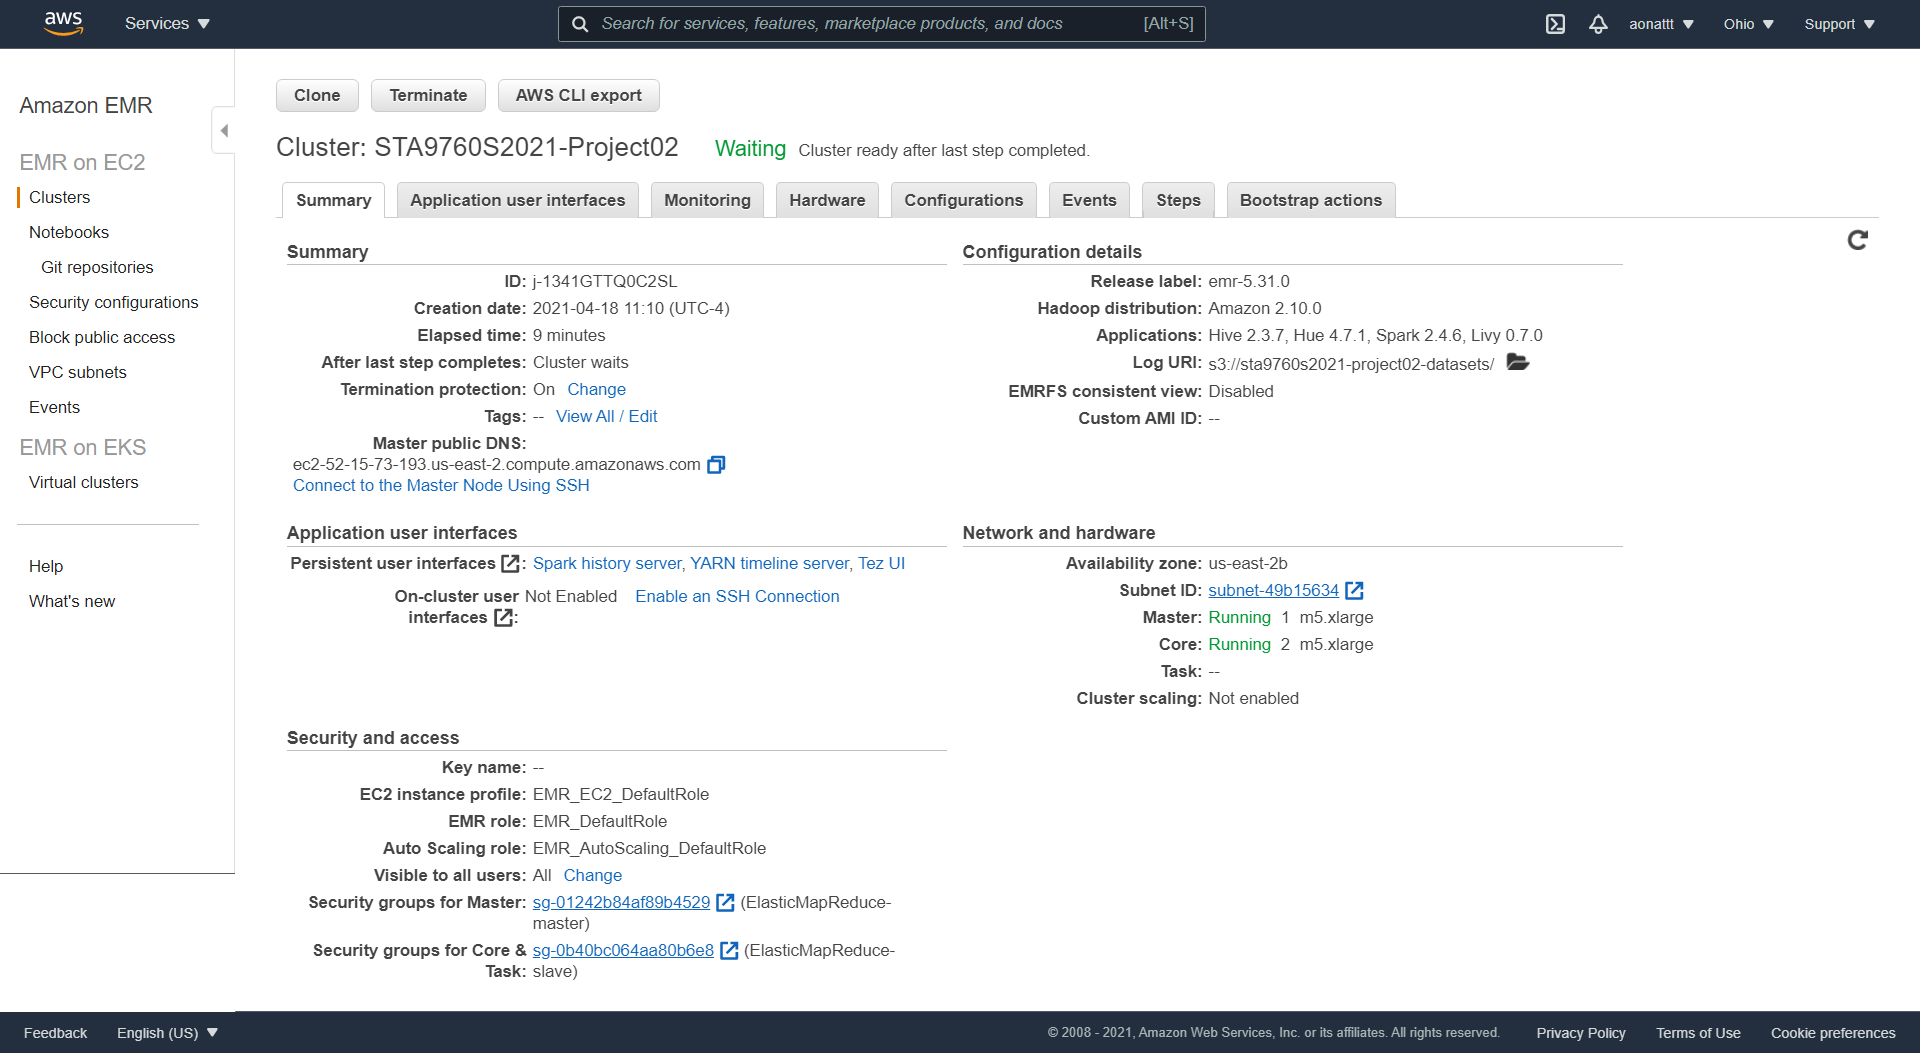 aws
Services
Search for services, features, marketplace products, and docs [Alt+S]
aonattt
Ohio
Support
Amazon EMR
EMR on EC2
Clusters
Notebooks
Git repositories
Security configurations
Block public access
VPC subnets
Events
EMR on EKS
Virtual clusters
Help
What's new
Clone
Terminate
AWS CLI export
Cluster: STA9760S2021-Project02 Waiting Cluster ready after last step completed.
Summary
Application user interfaces
Monitoring
Hardware
Configurations
Events
Steps
Bootstrap actions
Summary
ID: j-1341GTTQ0C2SL
Creation date: 2021-04-18 11:10 (UTC-4)
Elapsed time: 9 minutes
After last step completes: Cluster waits
Termination protection: On Change
Tags: -- View All / Edit
Master public DNS:
ec2-52-15-73-193.us-east-2.compute.amazonaws.com
Connect to the Master Node Using SSH
Configuration details
Release label: emr-5.31.0
Hadoop distribution: Amazon 2.10.0
Applications: Hive 2.3.7, Hue 4.7.1, Spark 2.4.6, Livy 0.7.0
Log URI: s3://sta9760s2021-project02-datasets/
EMRFS consistent view: Disabled
Custom AMI ID: --
Application user interfaces
Persistent user interfaces : Spark history server, YARN timeline server, Tez UI
On-cluster user Not Enabled Enable an SSH Connection
interfaces :
Network and hardware
Availability zone: us-east-2b
Subnet ID: subnet-49b15634
Master: Running 1 m5.xlarge
Core: Running 2 m5.xlarge
Task: --
Cluster scaling: Not enabled
Security and access
Key name: --
EC2 instance profile: EMR_EC2_DefaultRole
EMR role: EMR_DefaultRole
Auto Scaling role: EMR_AutoScaling_DefaultRole
Visible to all users: All Change
Security groups for Master: sg-01242b84af89b4529 (ElasticMapReduce-
master)
Security groups for Core & sg-0b40bc064aa80b6e8 (ElasticMapReduce-
Task: slave)
Feedback
English (US)
© 2008 - 2021, Amazon Web Services, Inc. or its affiliates. All rights reserved.
Privacy Policy
Terms of Use
Cookie preferences